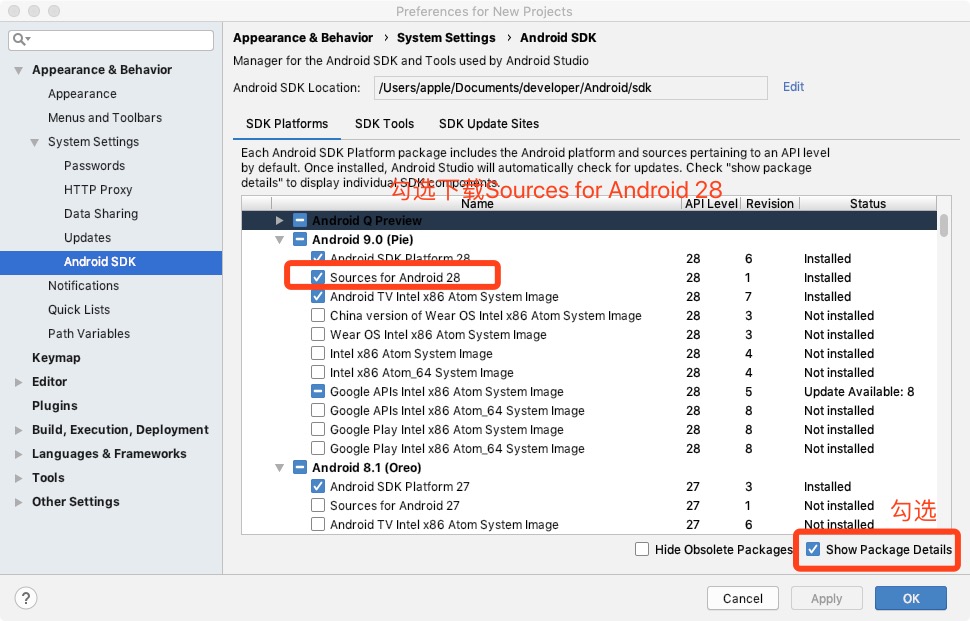 Preferences for New Projects
Appearance & Behavior
Appearance
Menus and Toolbars
System Settings
Passwords
HTTP Proxy
Data Sharing
Updates
Android SDK
Notifications
Quick Lists
Path Variables
Keymap
Editor
Plugins
Build, Execution, Deployment
Languages & Frameworks
Tools
Other Settings
Appearance & Behavior › System Settings › Android SDK
Manager for the Android SDK and Tools used by Android Studio
Android SDK Location: /Users/apple/Documents/developer/Android/sdk Edit
SDK Platforms SDK Tools SDK Update Sites
Each Android SDK Platform package includes the Android platform and sources pertaining to an API level
by default. Once installed, Android Studio will automatically check for updates. Check "show package
details" to display individual SDK components.
勾选下载Sources for Android 28
Name API Level Revision Status
Android Q Preview
Android 9.0 (Pie)
Android SDK Platform 28 28 6 Installed
Sources for Android 28 28 1 Installed
Android TV Intel x86 Atom System Image 28 7 Installed
China version of Wear OS Intel x86 Atom System Image 28 3 Not installed
Wear OS Intel x86 Atom System Image 28 3 Not installed
Intel x86 Atom System Image 28 4 Not installed
Intel x86 Atom_64 System Image 28 4 Not installed
Google APIs Intel x86 Atom System Image 28 5 Update Available: 8
Google APIs Intel x86 Atom_64 System Image 28 8 Not installed
Google Play Intel x86 Atom System Image 28 8 Not installed
Google Play Intel x86 Atom_64 System Image 28 8 Not installed
Android 8.1 (Oreo)
Android SDK Platform 27 27 3 Installed
Sources for Android 27 27 1 Not installed
勾选
Android TV Intel x86 Atom System Image 27 6 Not installed
Hide Obsolete Packages Show Package Details
? Cancel Apply OK